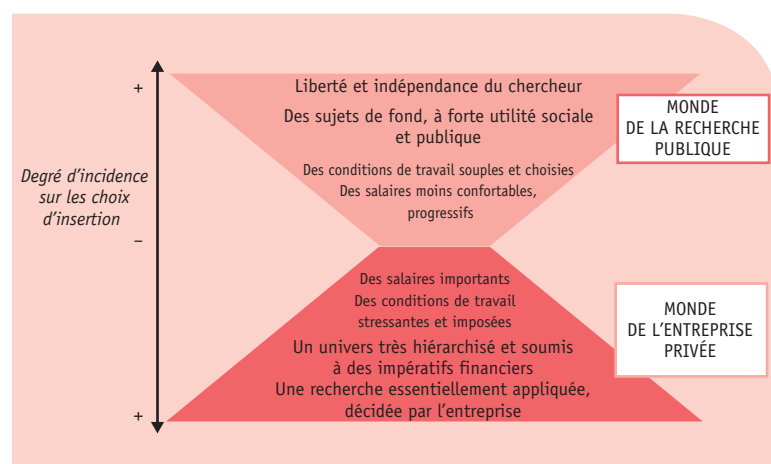 +
Liberté et indépendance du chercheur
Des sujets de fond, à forte utilité sociale
et publique
MONDE
DE LA RECHERCHE
PUBLIQUE
Des conditions de travail souples et choisies
Des salaires moins confortables,
progressifs
Degré d'incidence
sur les choix
d'insertion
–
Des salaires importants
Des conditions de travail
stressantes et imposées
Un univers très hiérarchisé et soumis
à des impératifs financiers
Une recherche essentiellement appliquée,
décidée par l'entreprise
MONDE
DE L'ENTREPRISE
PRIVÉE
+